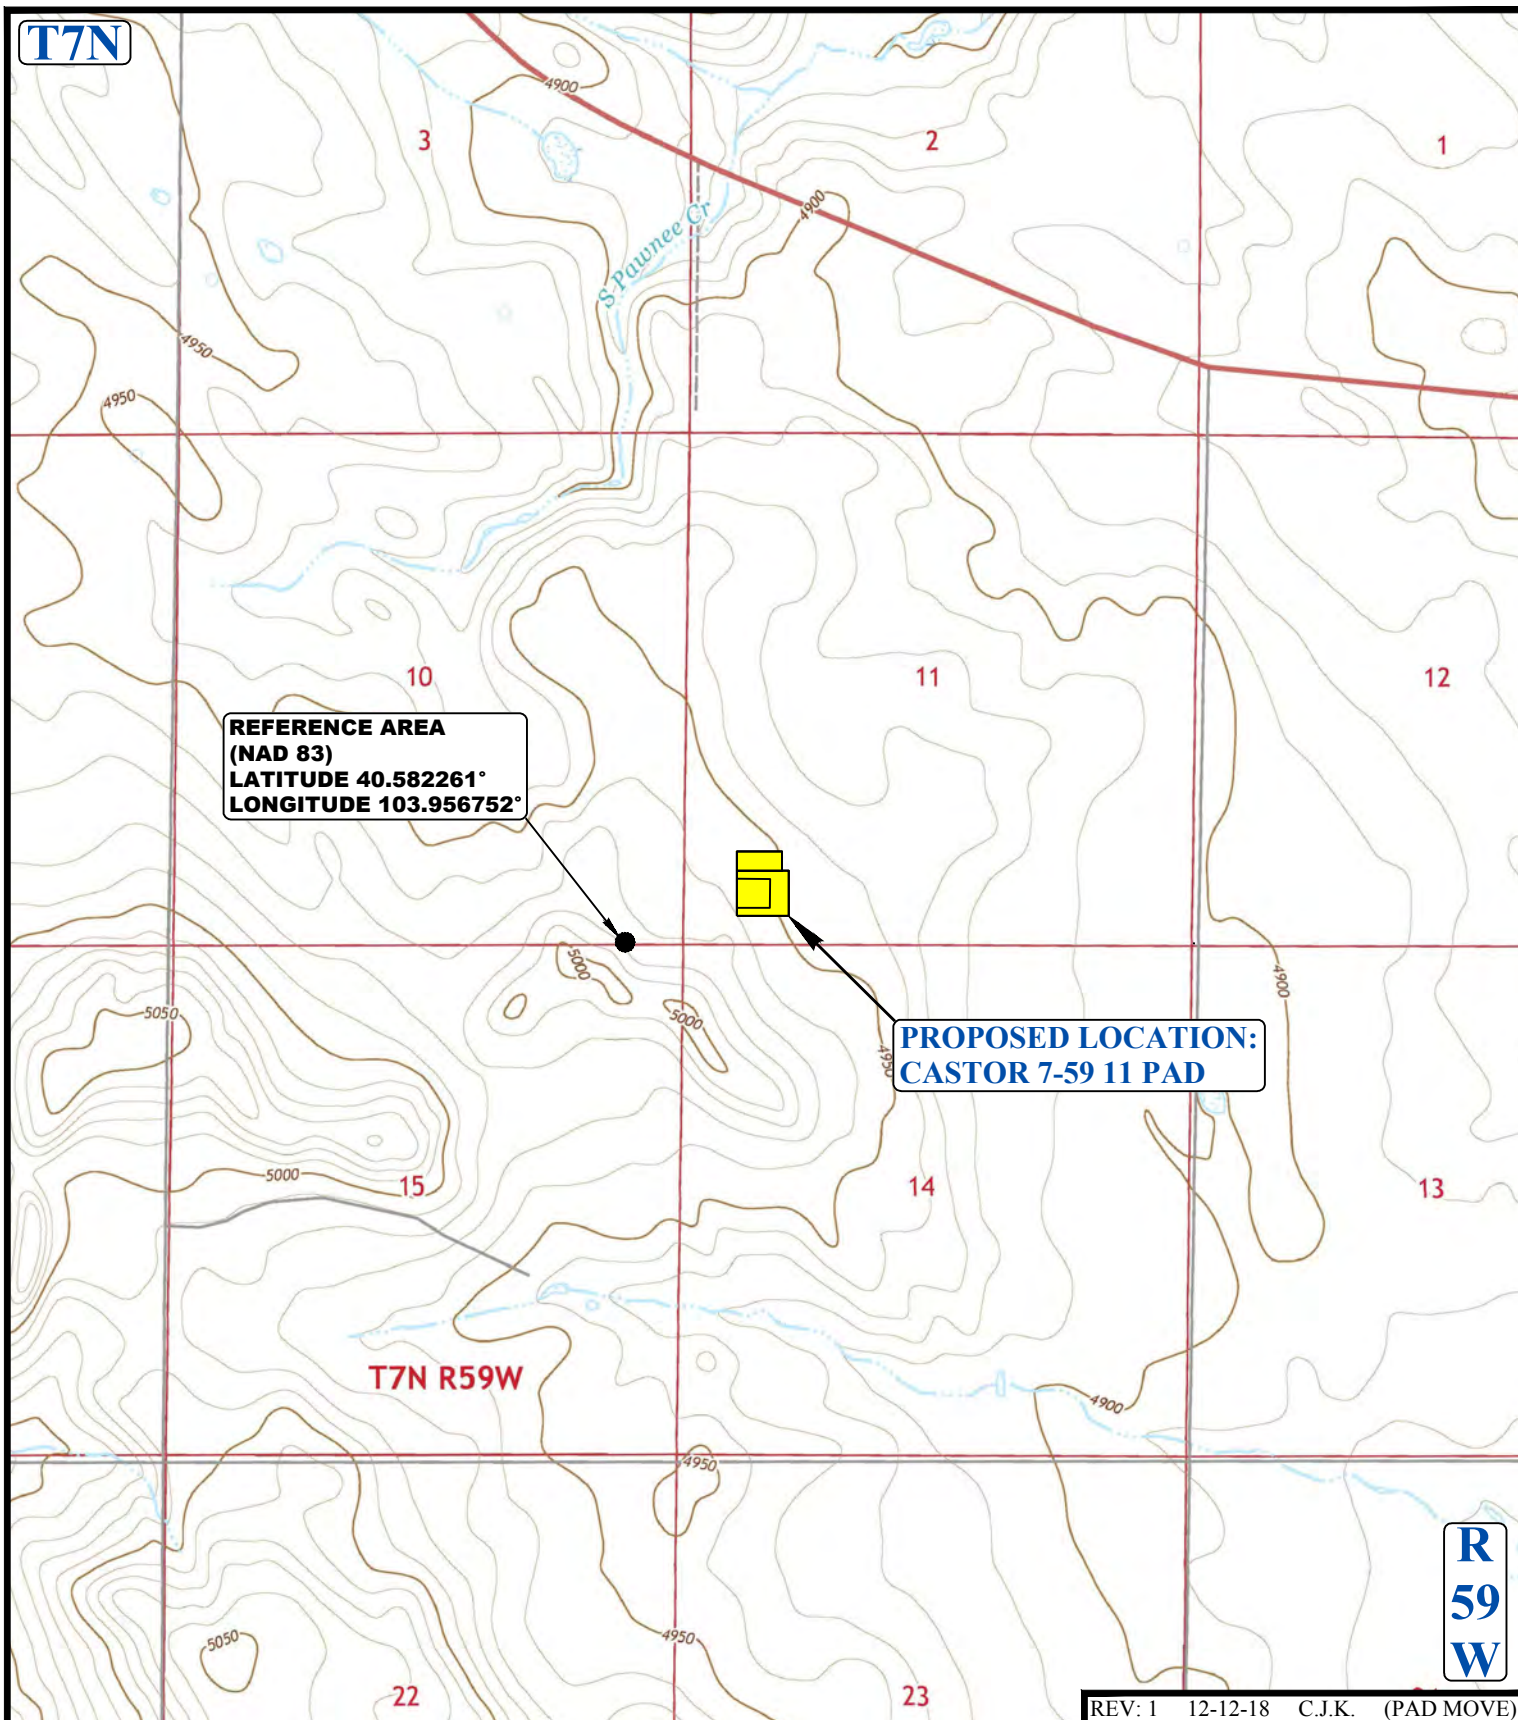 T7N
4900
3
2
1
4900
S Pawnee Cr
4950
4950
10
11
12
REFERENCE AREA
(NAD 83)
LATITUDE 40.582261°
LONGITUDE 103.956752°
5000
4900
5050
5000
PROPOSED LOCATION:
CASTOR 7-59 11 PAD
4950
5000
15
14
13
T7N R59W
4900
4950
R
59
W
4950
5050
22
23
REV: 1 12-12-18 C.J.K. (PAD MOVE)